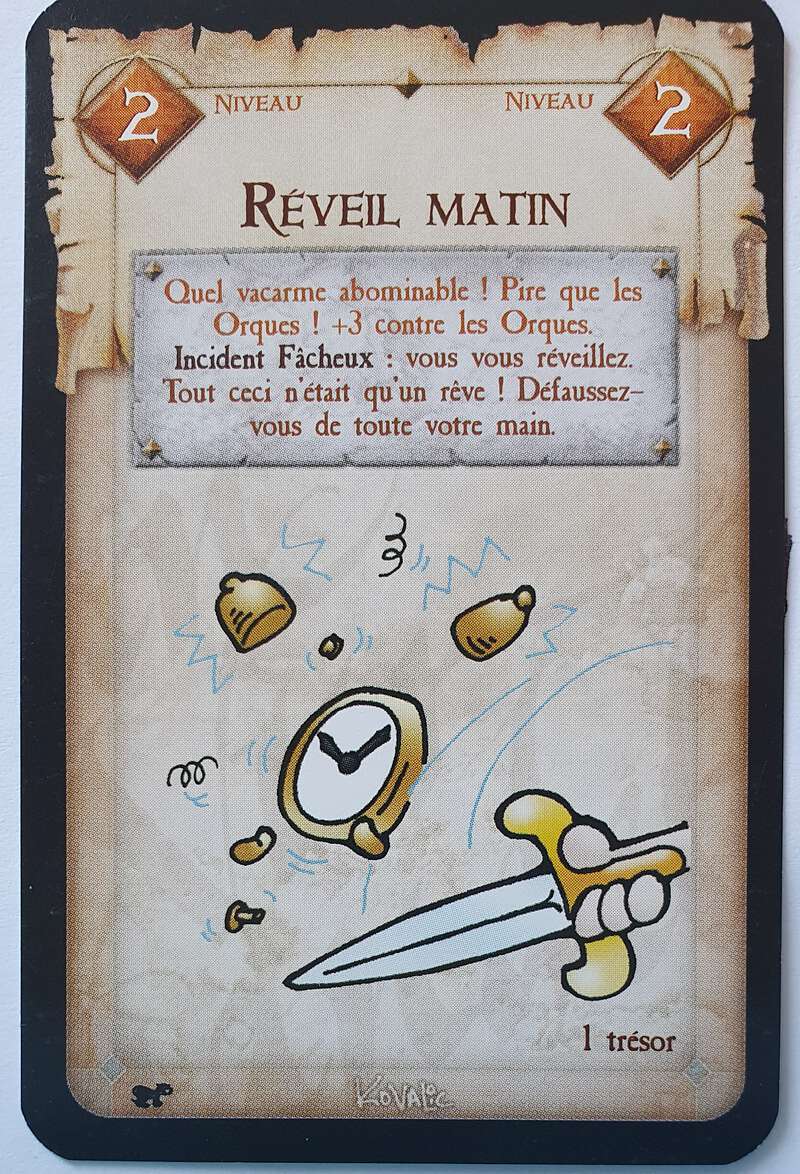 2 Niveau Niveau 2
Réveil matin
Quel vacarme abominable ! Pire que les
Orques ! +3 contre les Orques.
Incident Fâcheux : vous vous réveillez.
Tout ceci n'était qu'un rêve ! Défaussez-
vous de toute votre main.
1 trésor
Kovalic